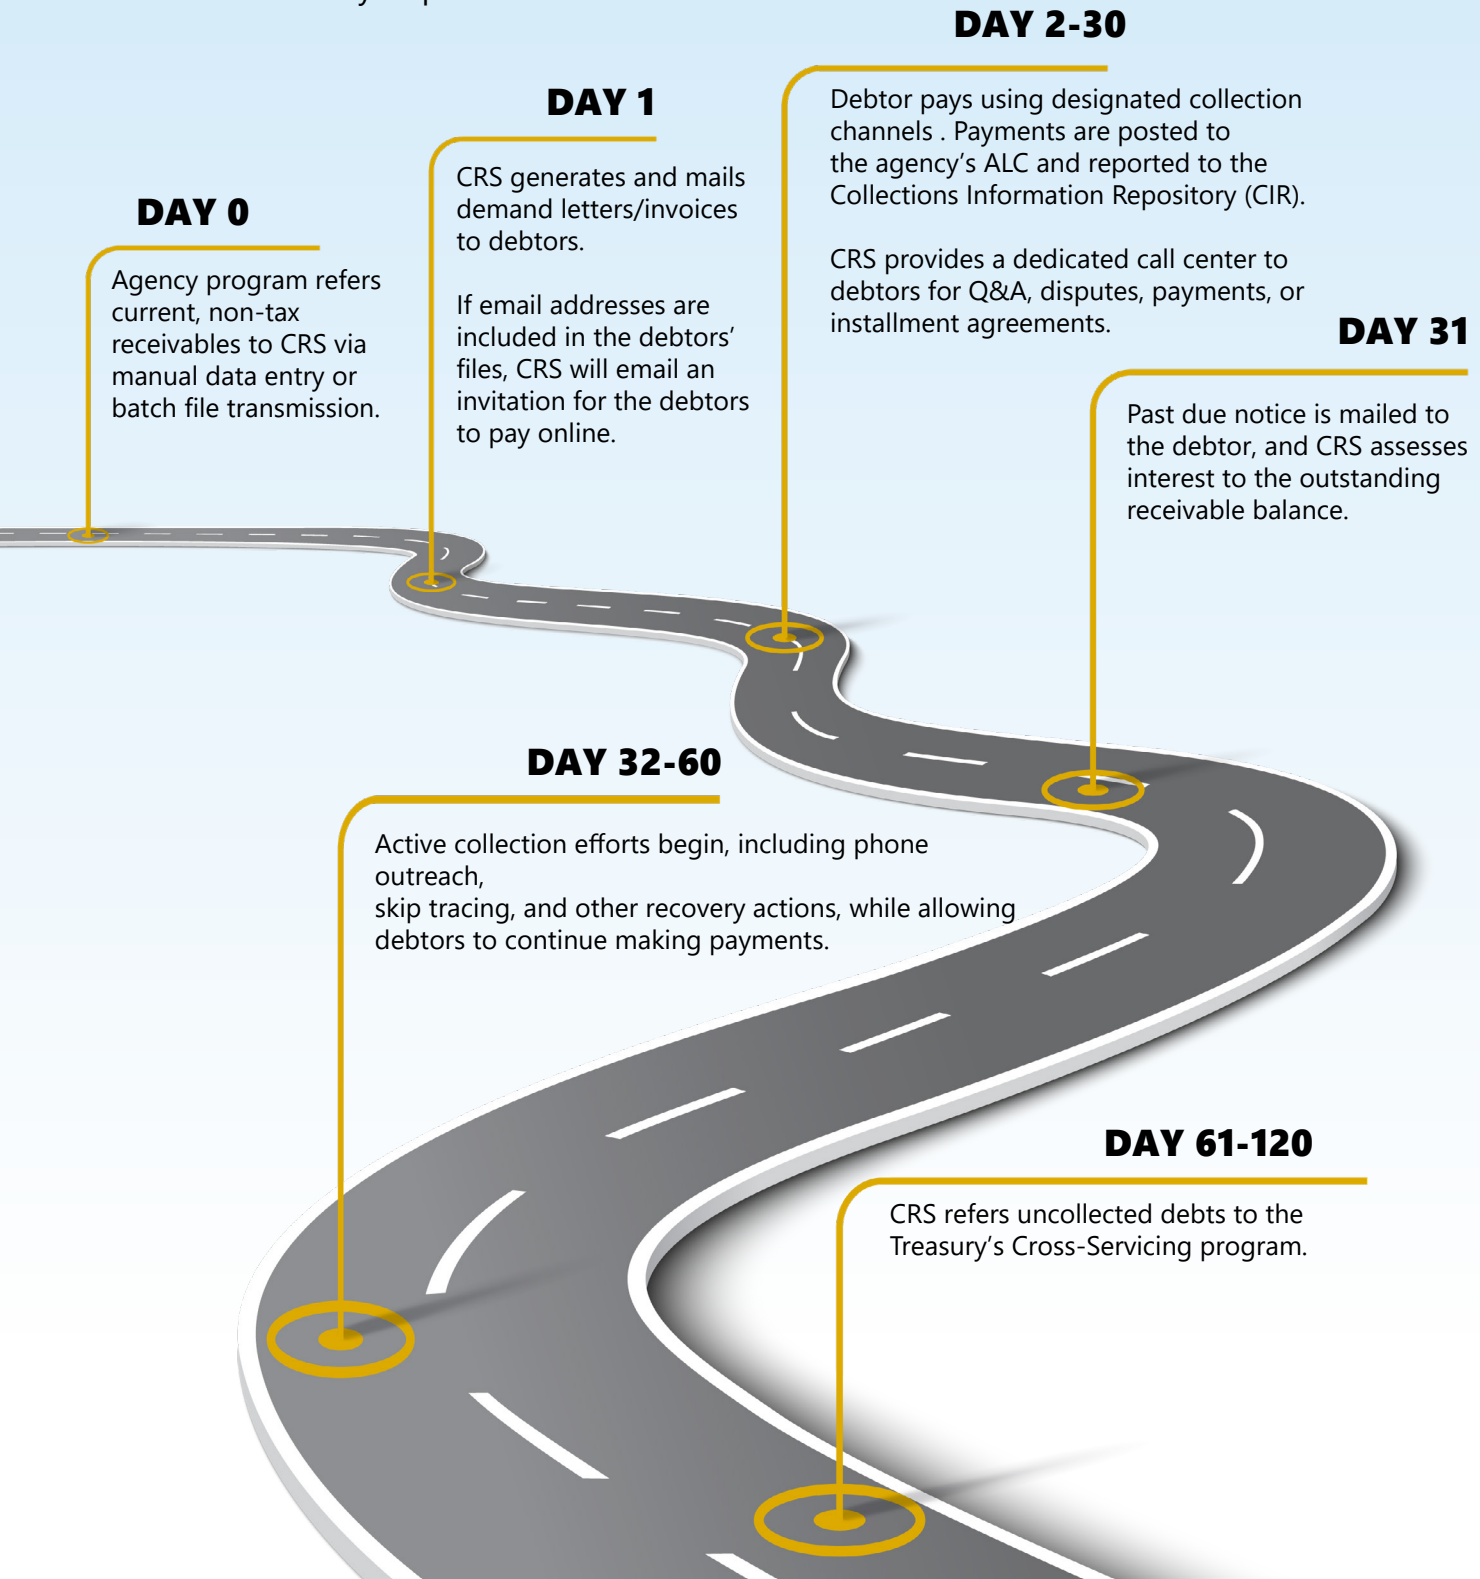 DAY 0
Agency program refers
current, non-tax
receivables to CRS via
manual data entry or
batch file transmission.
DAY 1
CRS generates and mails
demand letters/invoices
to debtors.
If email addresses are
included in the debtors’
files, CRS will email an
invitation for the debtors
to pay online.
DAY 2-30
Debtor pays using designated collection
channels . Payments are posted to
the agency’s ALC and reported to the
Collections Information Repository (CIR).
CRS provides a dedicated call center to
debtors for Q&A, disputes, payments, or
installment agreements.
DAY 31
Past due notice is mailed to
the debtor, and CRS assesses
interest to the outstanding
receivable balance.
DAY 32-60
Active collection efforts begin, including phone
outreach,
skip tracing, and other recovery actions, while allowing
debtors to continue making payments.
DAY 61-120
CRS refers uncollected debts to the
Treasury’s Cross-Servicing program.